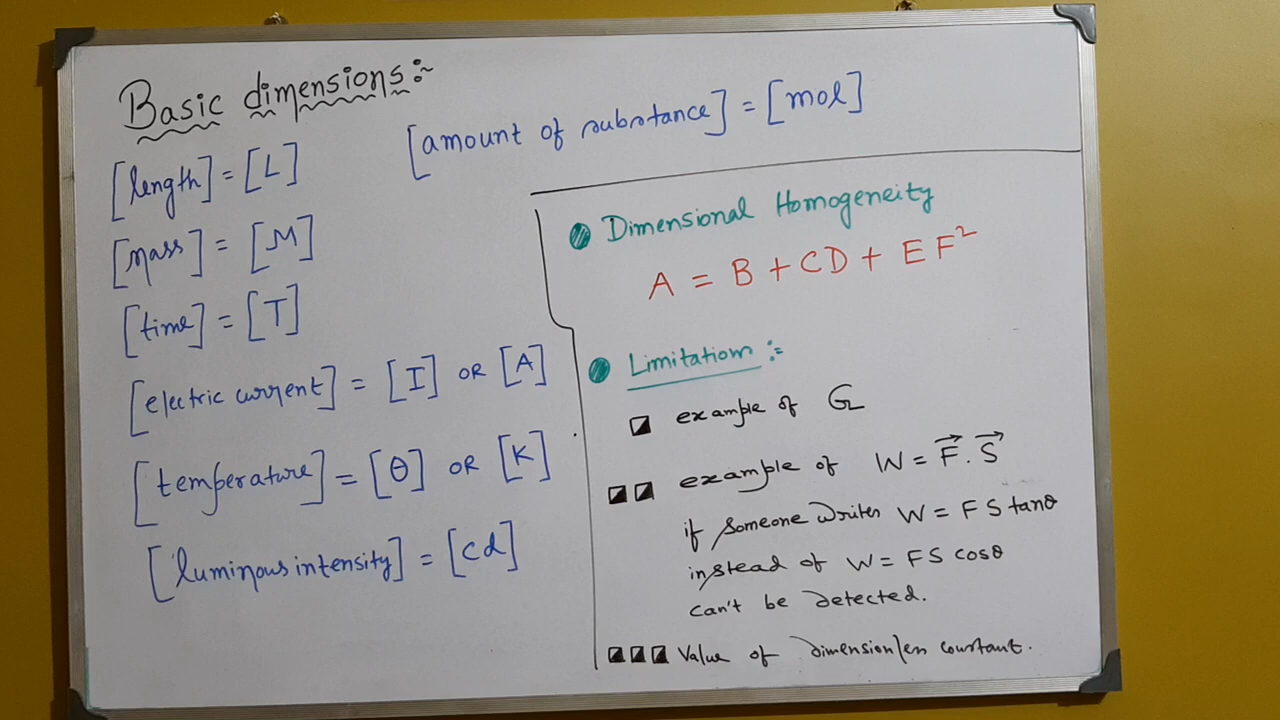 Basic dimensions :-
[length] = [L]
[amount of substance] = [mol]
[mass] = [M]
[time] = [T]
[electric current] = [I] OR [A]
[temperature] = [θ] OR [K]
[luminous intensity] = [cd]
Dimensional Homogeneity
A = B + CD + EF²
Limitation :-
example of G
example of W = F⃗.S⃗
if someone writes W = FS tanθ
instead of W = FS cosθ
can't be detected.
Value of dimensionless constant.